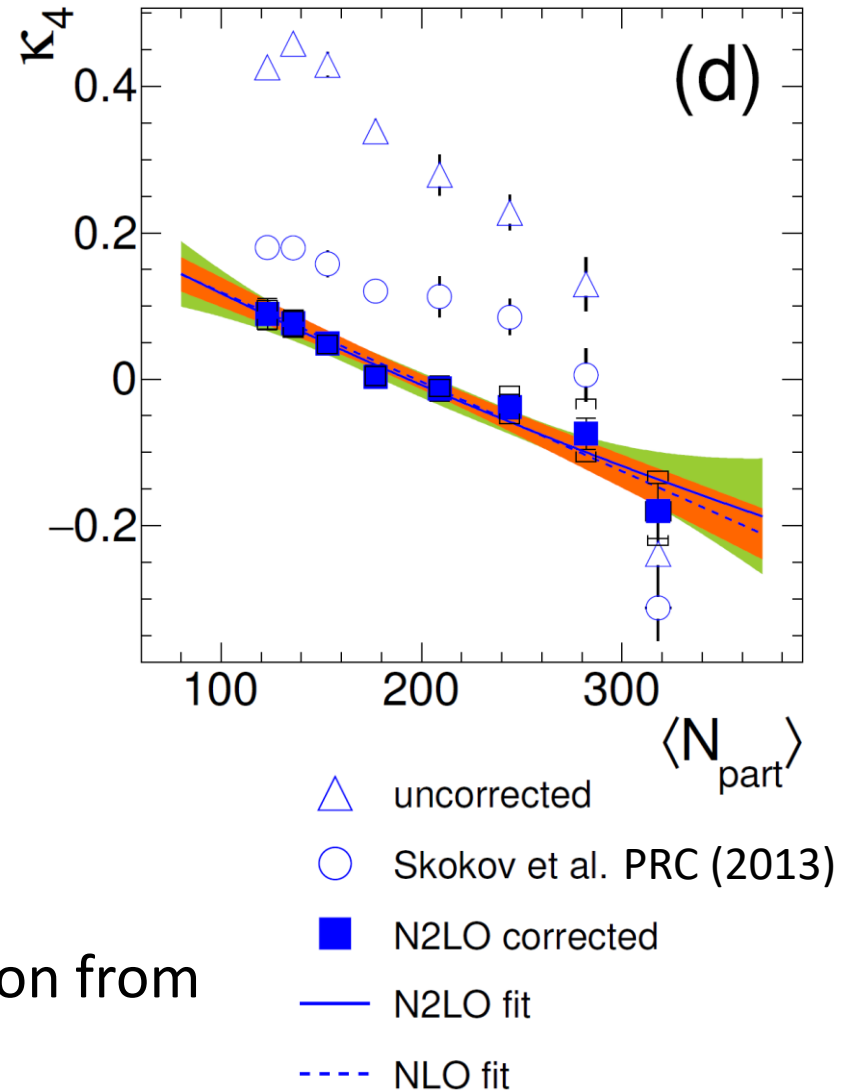 κ4
(d)
0.4
0.2
0
−0.2
100 200 300
⟨Npart⟩
uncorrected
Skokov et al. PRC (2013)
N2LO corrected
on from
N2LO fit
NLO fit